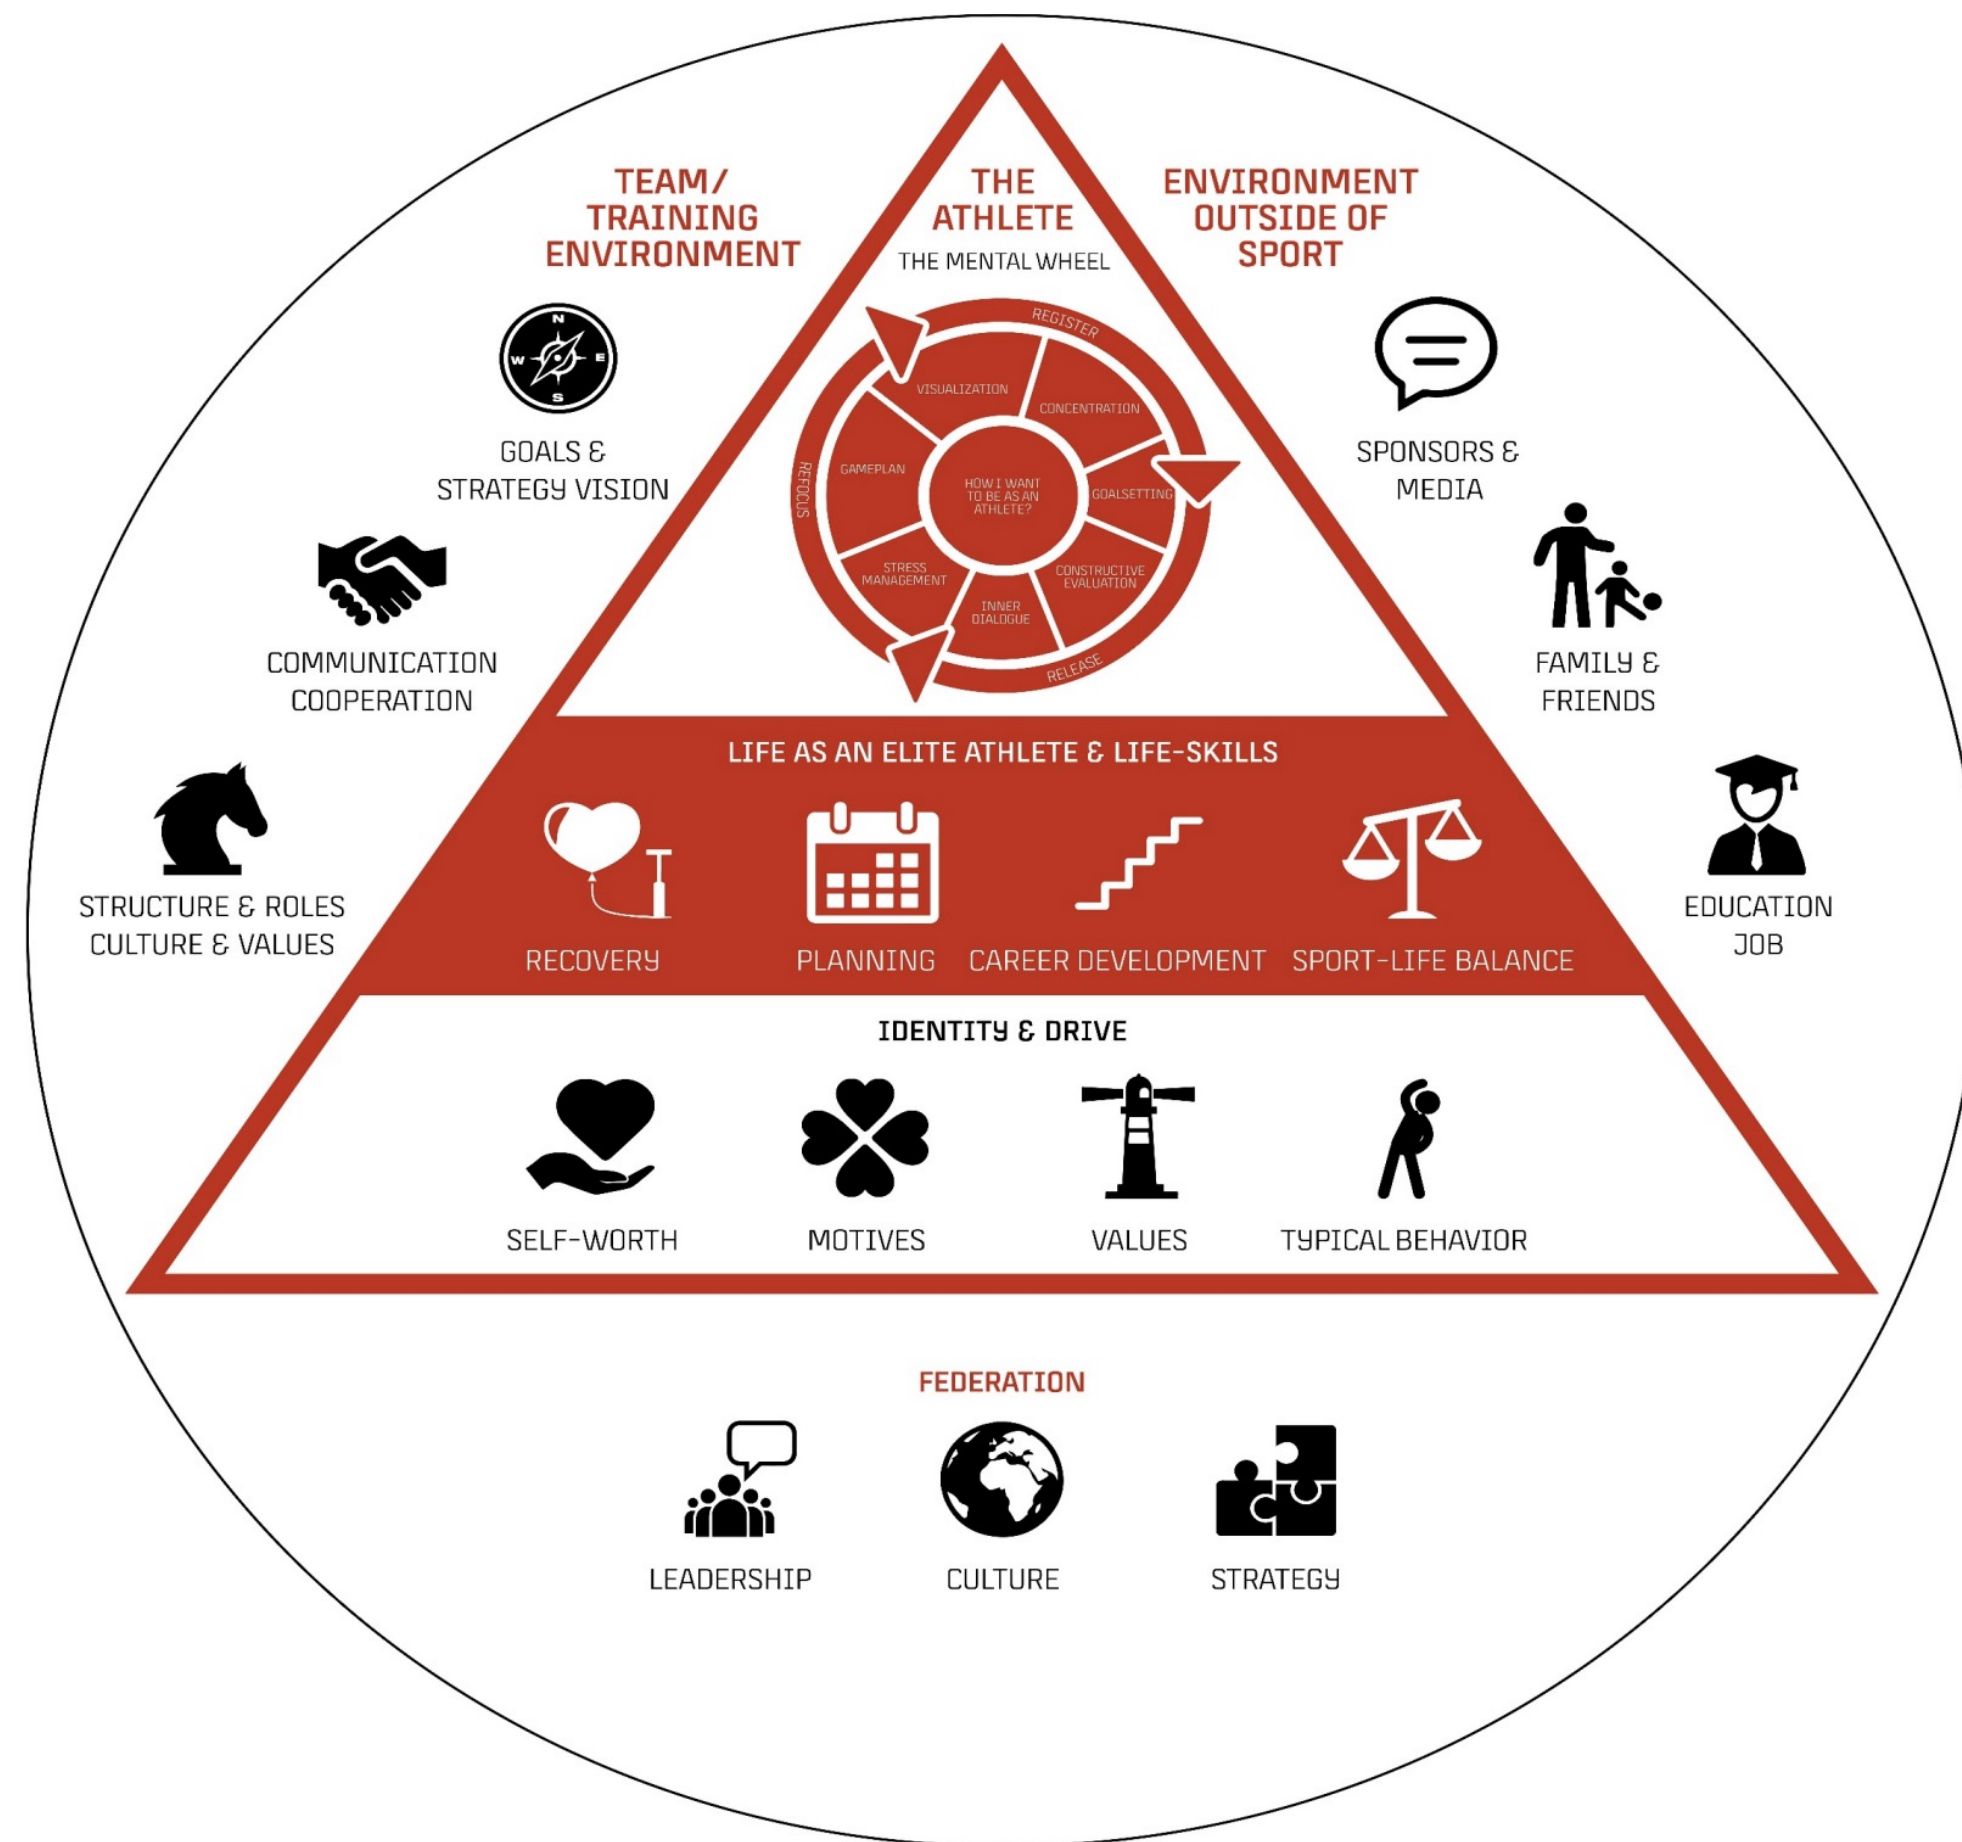 TEAM/
TRAINING
ENVIRONMENT
N
W
E
S
GOALS &
STRATEGY VISION
COMMUNICATION
COOPERATION
STRUCTURE & ROLES
CULTURE & VALUES
THE
ATHLETE
THE MENTAL WHEEL
REGISTER
RELEASE
REFOCUS
VISUALIZATION
CONCENTRATION
GOALSETTING
CONSTRUCTIVE
EVALUATION
INNER
DIALOGUE
STRESS
MANAGEMENT
GAMEPLAN
HOW I WANT
TO BE AS AN
ATHLETE?
ENVIRONMENT
OUTSIDE OF
SPORT
SPONSORS &
MEDIA
FAMILY &
FRIENDS
EDUCATION
JOB
LIFE AS AN ELITE ATHLETE & LIFE-SKILLS
RECOVERY
PLANNING
CAREER DEVELOPMENT
SPORT-LIFE BALANCE
IDENTITY & DRIVE
SELF-WORTH
MOTIVES
VALUES
TYPICAL BEHAVIOR
FEDERATION
LEADERSHIP
CULTURE
STRATEGY